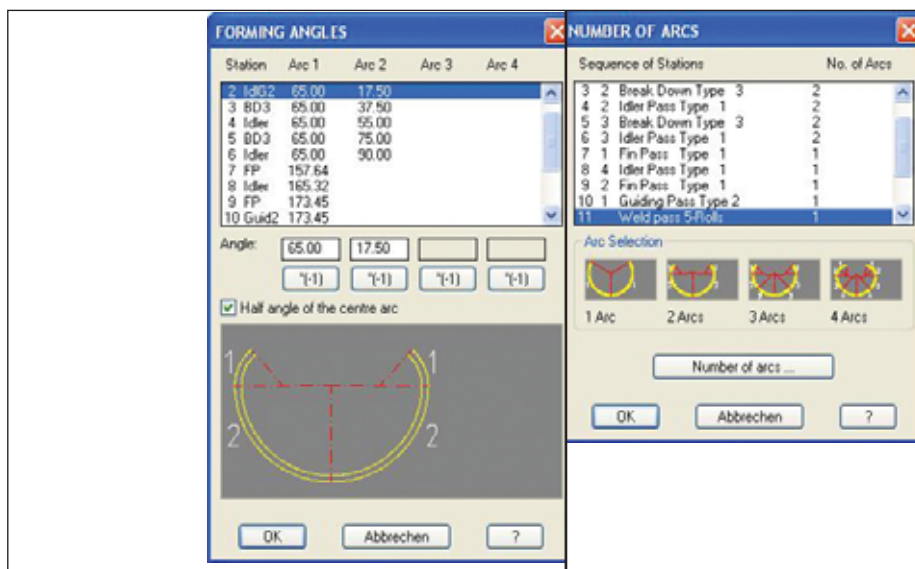 FORMING ANGLES
Station Arc 1 Arc 2 Arc 3 Arc 4
2 IdlG2 65.00 17.50
3 BD3 65.00 37.50
4 Idler 65.00 55.00
5 BD3 65.00 75.00
6 Idler 65.00 90.00
7 FP 157.64
8 Idler 165.32
9 FP 173.45
10 Guid2 173.45
Angle: 65.00 17.50
*(-1) *(-1) *(-1) *(-1)
Half angle of the centre arc
1 1
2 2
OK Abbrechen ?
NUMBER OF ARCS
Sequence of Stations No. of Arcs
3 2 Break Down Type 3 2
4 2 Idler Pass Type 1 2
5 3 Break Down Type 3 2
6 3 Idler Pass Type 1 2
7 1 Fin Pass Type 1 1
8 4 Idler Pass Type 1 1
9 2 Fin Pass Type 1 1
10 1 Guiding Pass Type 2 1
11 Weld pass 5-Rolls 1
Arc Selection
1 Arc 2 Arcs 3 Arcs 4 Arcs
Number of arcs ...
OK Abbrechen ?